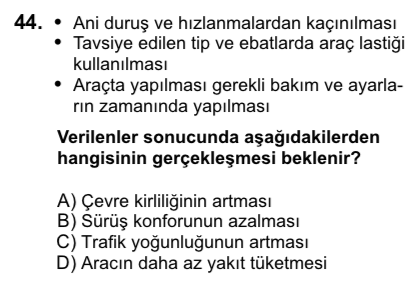 44. • Ani duruş ve hızlanmalardan kaçınılması
• Tavsiye edilen tip ve ebatlarda araç lastiği
kullanılması
• Araçta yapılması gerekli bakım ve ayarla-
rın zamanında yapılması
Verilenler sonucunda aşağıdakilerden
hangisinin gerçekleşmesi beklenir?
A) Çevre kirliliğinin artması
B) Sürüş konforunun azalması
C) Trafik yoğunluğunun artması
D) Aracın daha az yakıt tüketmesi